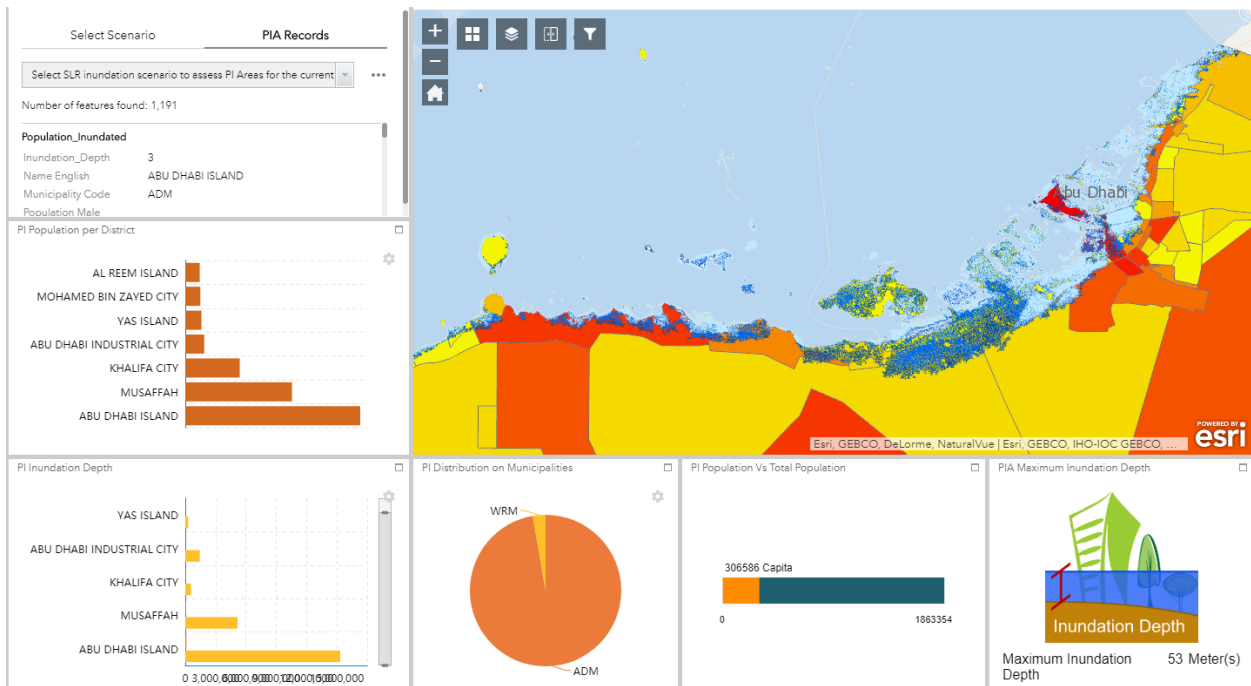 Select Scenario
PIA Records
Select SLR inundation scenario to assess PI Areas for the current
Number of features found: 1,191
Population_Inundated
Inundation_Depth 3
Name English ABU DHABI ISLAND
Municipality Code ADM
Population Male
Abu Dhabi
Esri, GEBCO, DeLorme, NaturalVue | Esri, GEBCO, IHO-IOC GEBCO, ...
POWERED BY
esri
PI Population per District
AL REEM ISLAND
MOHAMED BIN ZAYED CITY
YAS ISLAND
ABU DHABI INDUSTRIAL CITY
KHALIFA CITY
MUSAFFAH
ABU DHABI ISLAND
PI Inundation Depth
YAS ISLAND
ABU DHABI INDUSTRIAL CITY
KHALIFA CITY
MUSAFFAH
ABU DHABI ISLAND
0
PI Distribution on Municipalities
WRM
ADM
PI Population Vs Total Population
306586 Capita
0 1863354
PIA Maximum Inundation Depth
Inundation Depth
Maximum Inundation 53 Meter(s)
Depth